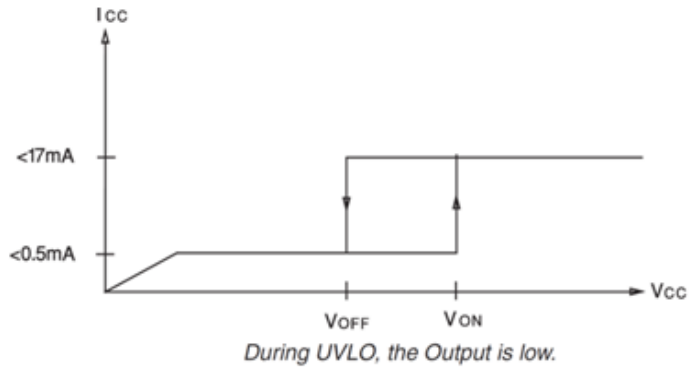 Icc
<17mA
<0.5mA
Vcc
VOFF
VON
During UVLO, the Output is low.